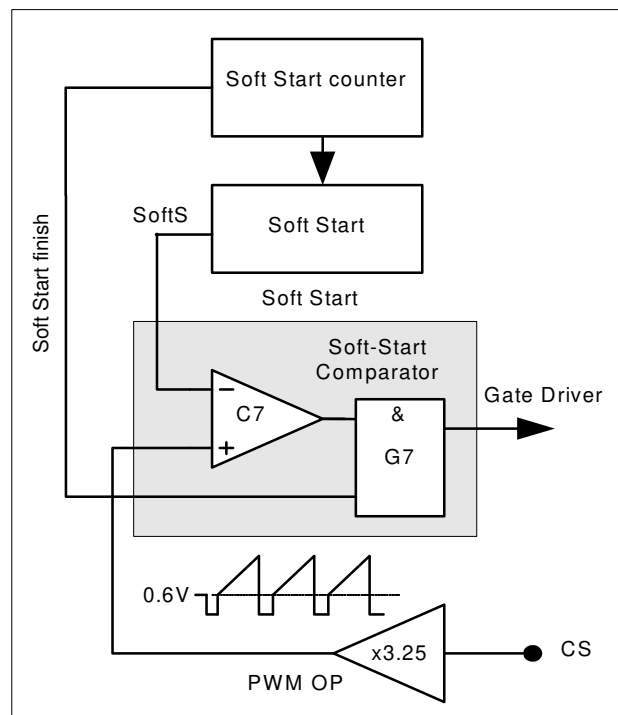 Soft Start counter
SoftS
Soft Start
Soft Start finish
Soft Start
Soft-Start
Comparator
Gate Driver
−
C7
+
&
G7
0.6V
x3.25
CS
PWM OP